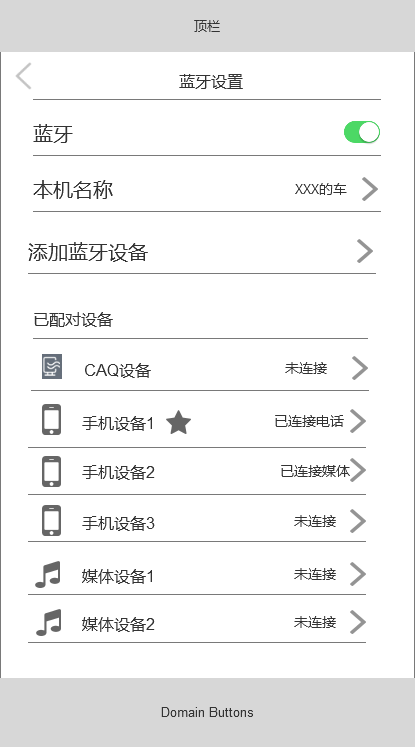 顶栏
蓝牙设置
蓝牙
本机名称 XXX的车
添加蓝牙设备
已配对设备
CAQ设备 未连接
手机设备1 已连接电话
手机设备2 已连接媒体
手机设备3 未连接
媒体设备1 未连接
媒体设备2 未连接
Domain Buttons